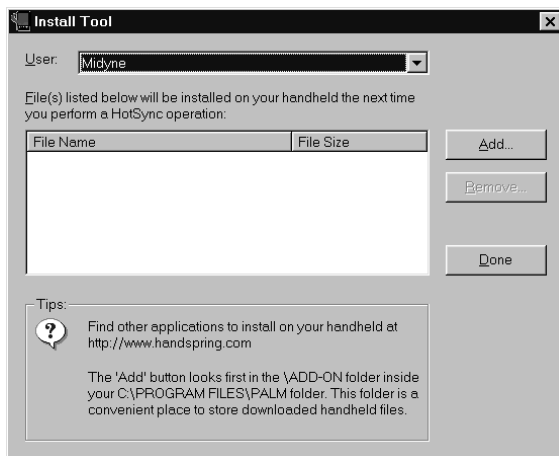 Install Tool
User: Midyne
File(s) listed below will be installed on your handheld the next time
you perform a HotSync operation:
File Name File Size
Add...
Remove...
Done
Tips:
Find other applications to install on your handheld at
http://www.handspring.com
The 'Add' button looks first in the \ADD-ON folder inside
your C:\PROGRAM FILES\PALM folder. This folder is a
convenient place to store downloaded handheld files.